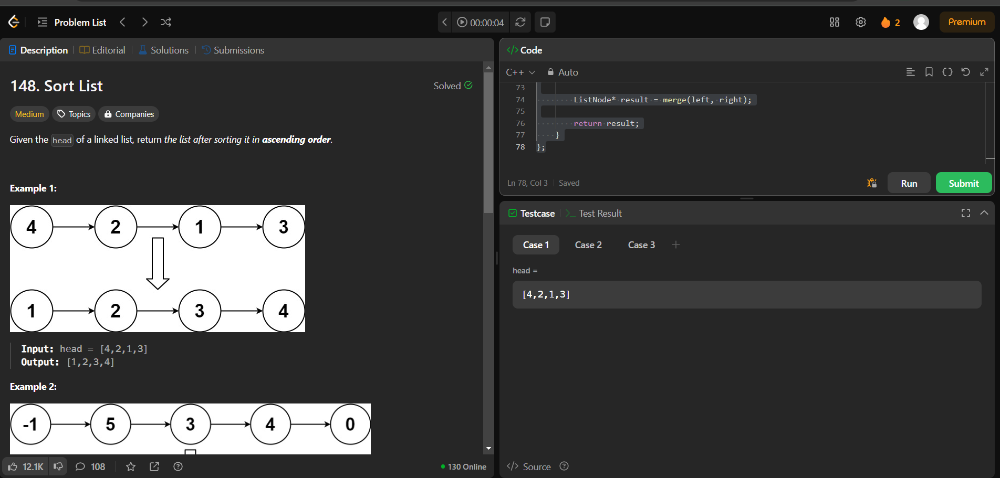 Problem List
00:00:04
2
Premium
Description
Editorial
Solutions
Submissions
148. Sort List
Solved
Medium
Topics
Companies
Given the head of a linked list, return the list after sorting it in ascending order.
Example 1:
4 2 1 3
1 2 3 4
Input: head = [4,2,1,3]
Output: [1,2,3,4]
Example 2:
-1 5 3 4 0
12.1K
108
130 Online
</> Code
C++
Auto
73
74 ListNode* result = merge(left, right);
75
76 return result;
77 }
78 };
Ln 78, Col 3
Saved
Run
Submit
Testcase
>_ Test Result
Case 1
Case 2
Case 3
head =
[4,2,1,3]
</> Source